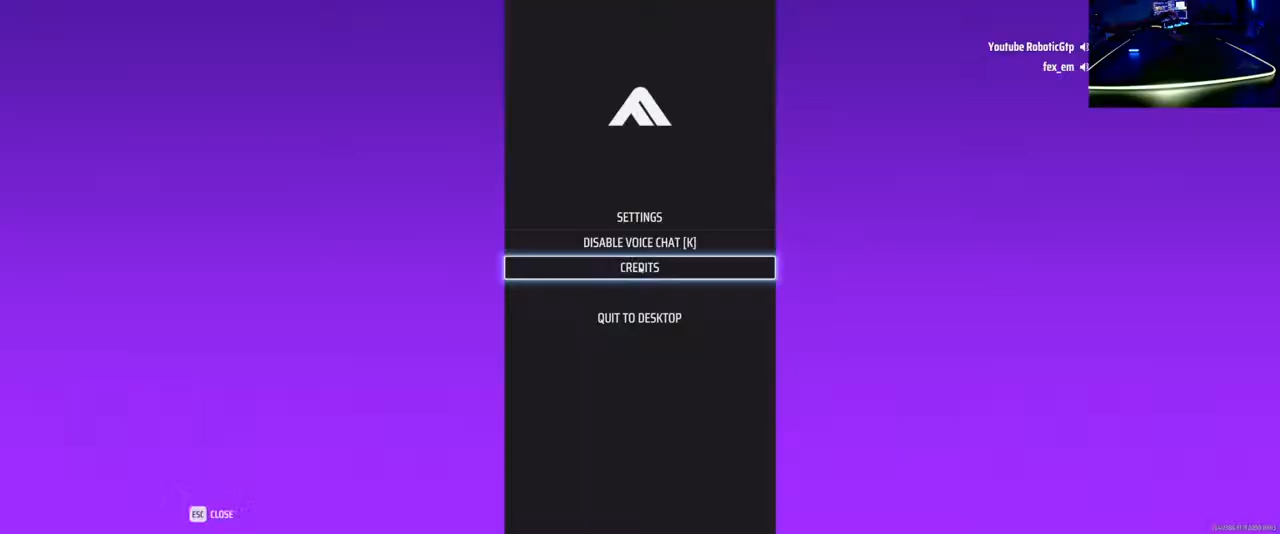 Youtube RoboticGtp
fex_em
SETTINGS
DISABLE VOICE CHAT [K]
CREDITS
QUIT TO DESKTOP
ESC CLOSE